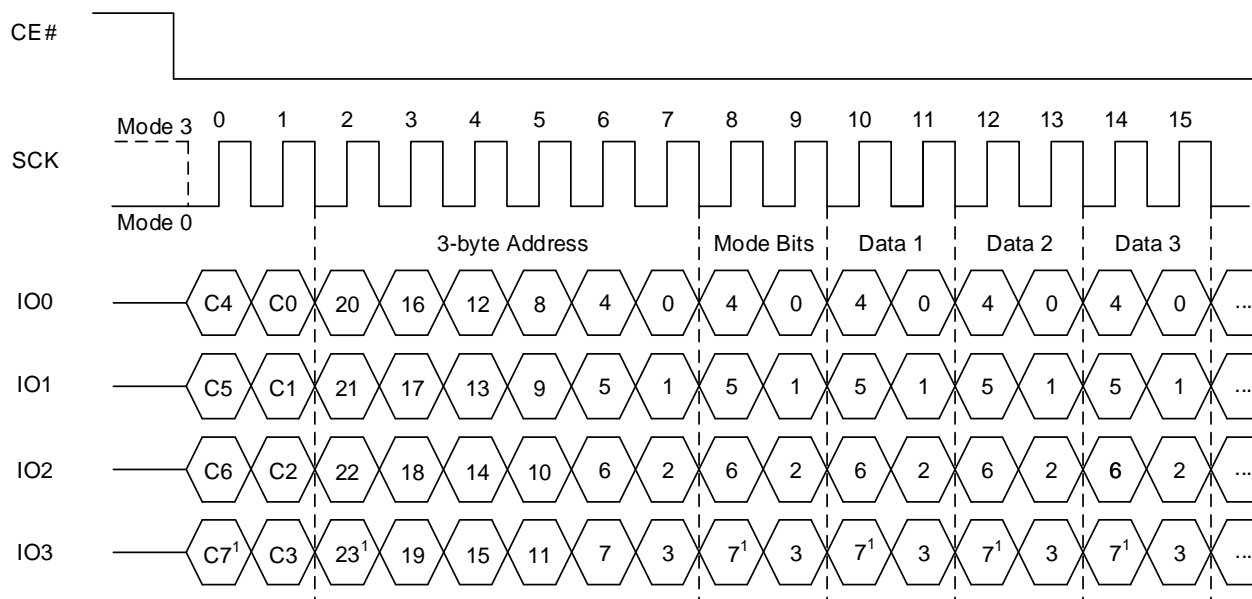 CE#
Mode 3 0 1 2 3 4 5 6 7 8 9 10 11 12 13 14 15
SCK
Mode 0
3-byte Address Mode Bits Data 1 Data 2 Data 3
IO0 C4 C0 20 16 12 8 4 0 4 0 4 0 4 0 4 0 ...
IO1 C5 C1 21 17 13 9 5 1 5 1 5 1 5 1 5 1 ...
IO2 C6 C2 22 18 14 10 6 2 6 2 6 2 6 2 6 2 ...
IO3 C7¹ C3 23¹ 19 15 11 7 3 7¹ 3 7¹ 3 7¹ 3 7¹ 3 ...